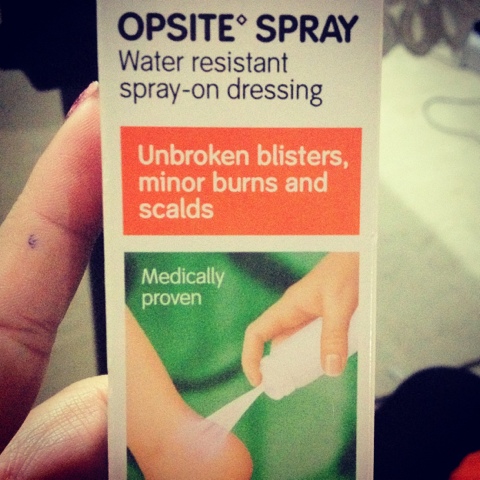 OPSITE° SPRAY
Water resistant
spray-on dressing
Unbroken blisters,
minor burns and
scalds
Medically
proven